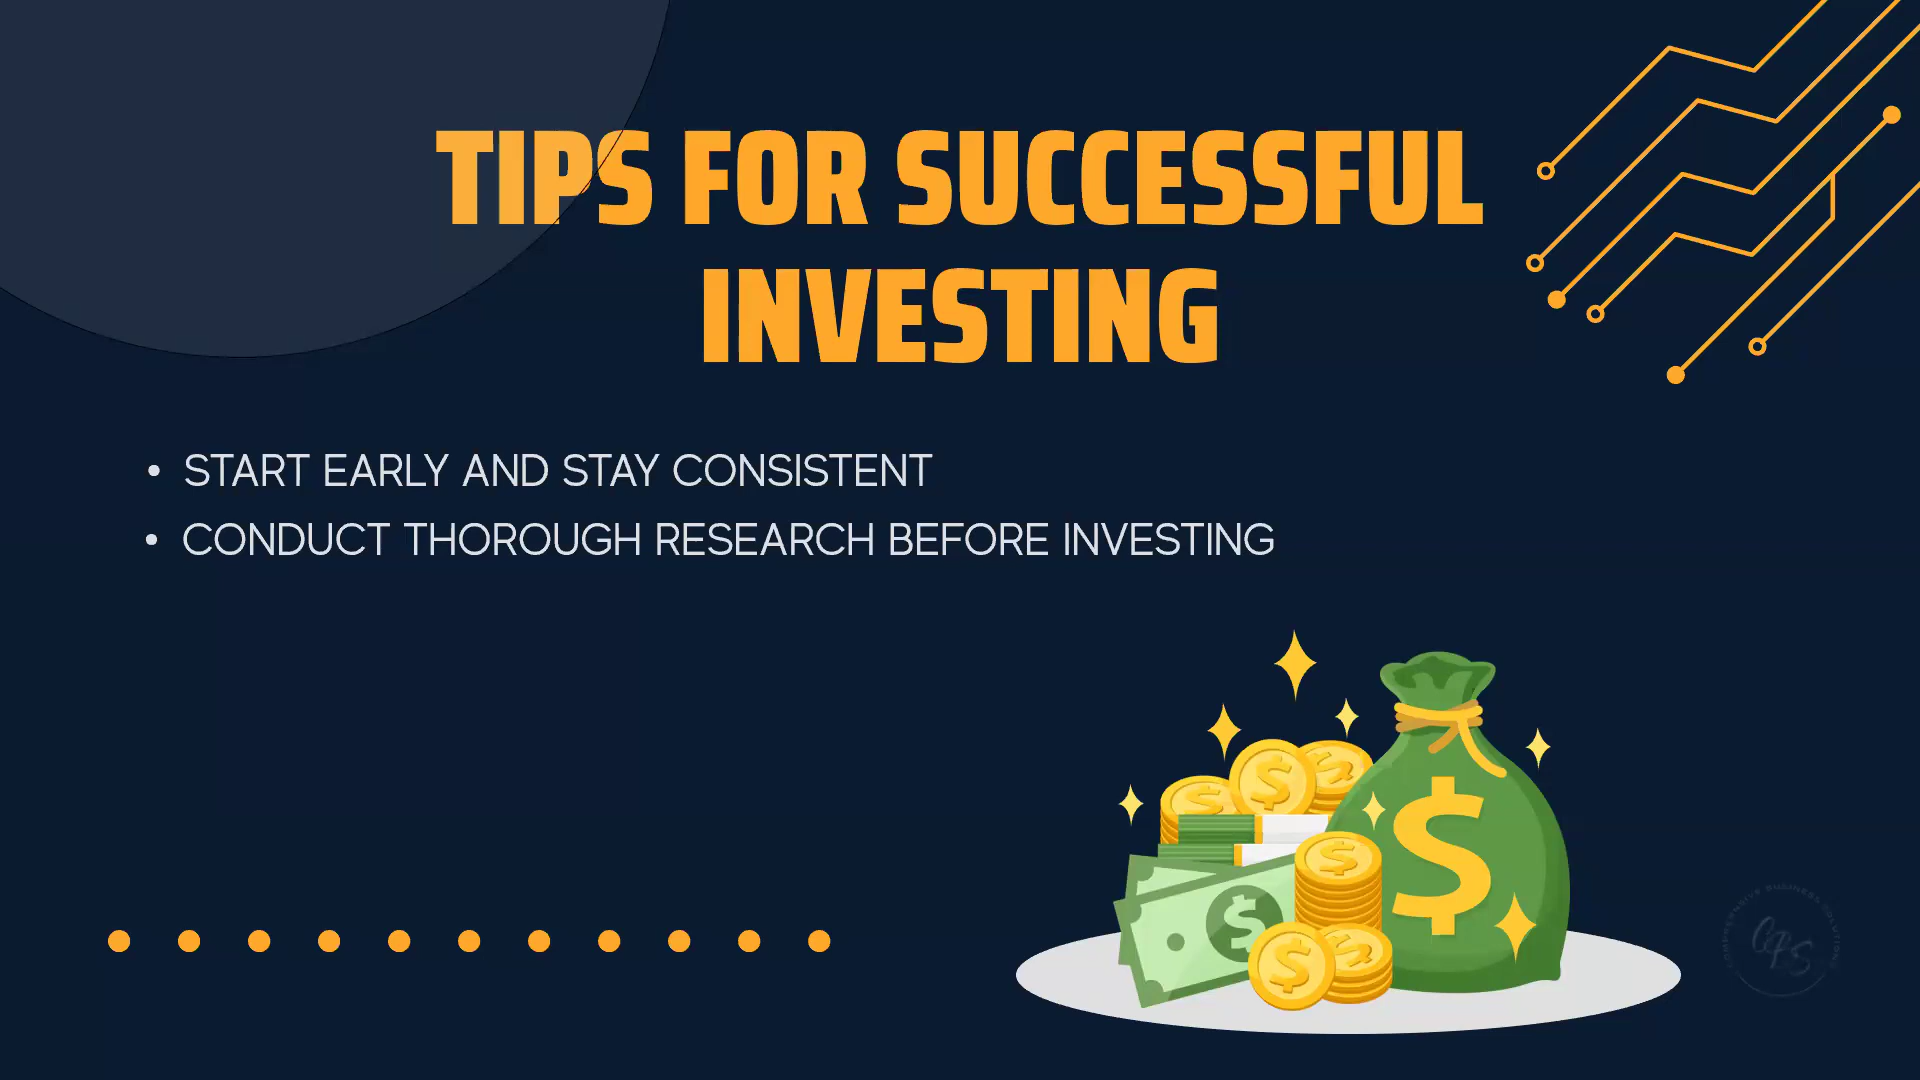 TIPS FOR SUCCESSFUL
INVESTING
• START EARLY AND STAY CONSISTENT
• CONDUCT THOROUGH RESEARCH BEFORE INVESTING